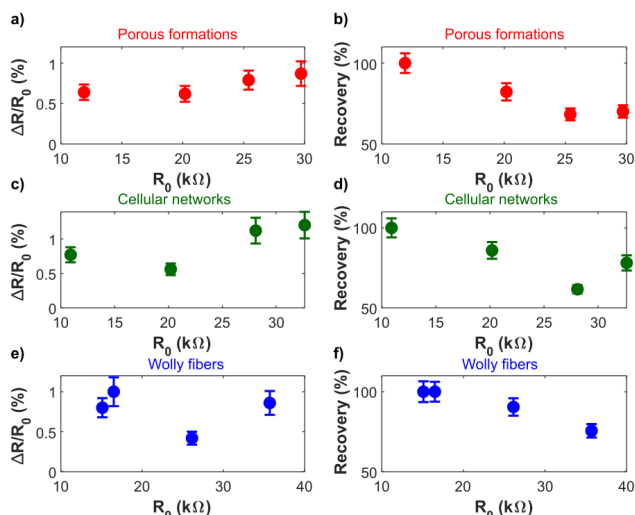 a)
Porous formations
ΔR/R0 (%)
1
0.5
0
10 15 20 25 30
R0 (kΩ)
b)
Porous formations
Recovery (%)
100
50
10 15 20 25 30
R0 (kΩ)
c)
Cellular networks
ΔR/R0 (%)
1
0.5
0
10 15 20 25 30
R0 (kΩ)
d)
Cellular networks
Recovery (%)
100
50
10 15 20 25 30
R0 (kΩ)
e)
Wolly fibers
ΔR/R0 (%)
1
0.5
0
10 20 30 40
R0 (kΩ)
f)
Wolly fibers
Recovery (%)
100
50
10 20 30 40
R0 (kΩ)